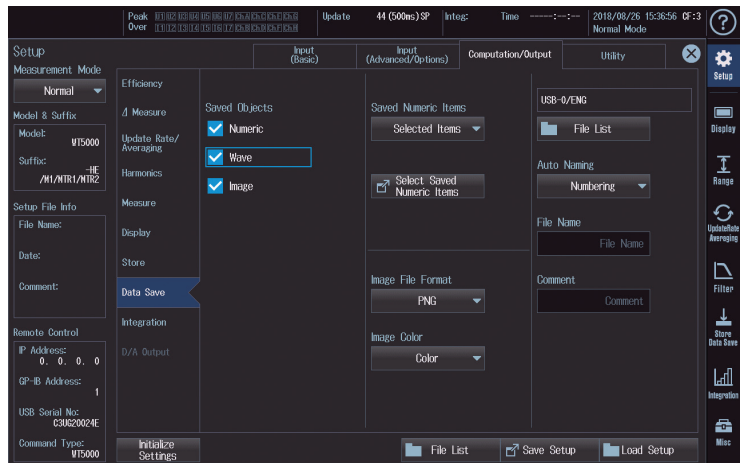 Peak
Over
Update 44 (500ms)SP Integ: Time -----:--:--
2018/08/26 15:36:56 CF:3
Normal Mode
?
Setup
Measurement Mode
Normal
Model & Suffix
Model:
WT5000
Suffix:
-HE
/M1/MTR1/MTR2
Setup File Info
File Name:
Date:
Comment:
Remote Control
IP Address:
0. 0. 0. 0
GP-IB Address:
1
USB Serial No:
C3UG20024E
Command Type:
WT5000
Input
(Basic)
Input
(Advanced/Options)
Computation/Output
Utility
Efficiency
Δ Measure
Update Rate/
Averaging
Harmonics
Measure
Display
Store
Data Save
Integration
D/A Output
Saved Objects
Numeric
Wave
Image
Saved Numeric Items
Selected Items
Select Saved
Numeric Items
Image File Format
PNG
Image Color
Color
USB-0/ENG
File List
Auto Naming
Numbering
File Name
File Name
Comment
Comment
Initialize
Settings
File List
Save Setup
Load Setup
Setup
Display
Range
UpdateRate
Averaging
Filter
Store
Data Save
Integration
Misc